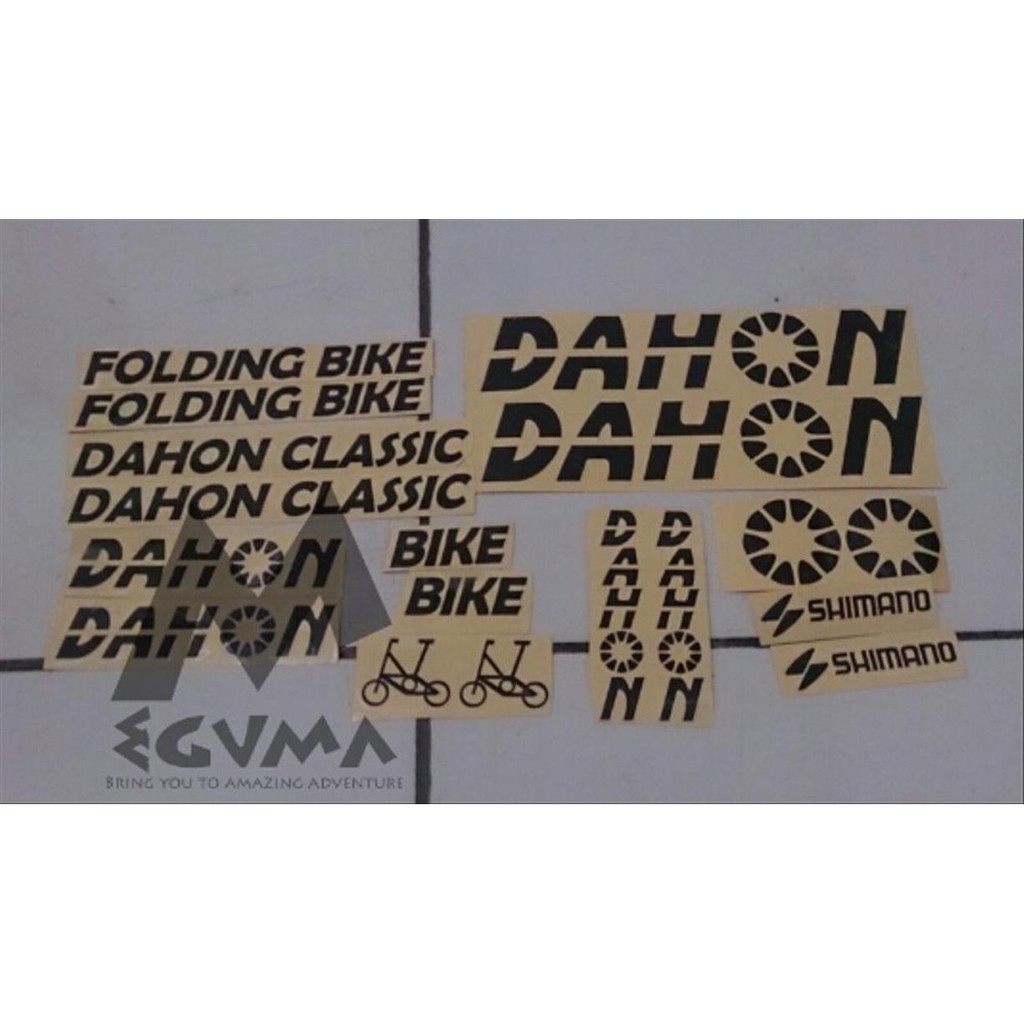 FOLDING BIKE
FOLDING BIKE
DAHON CLASSIC
DAHON CLASSIC
DAHON
DAHON
DAHON
DAHON
BIKE
BIKE
DAHON
DAHON
SHIMANO
SHIMANO
EGUMA
BRING YOU TO AMAZING ADVENTURE